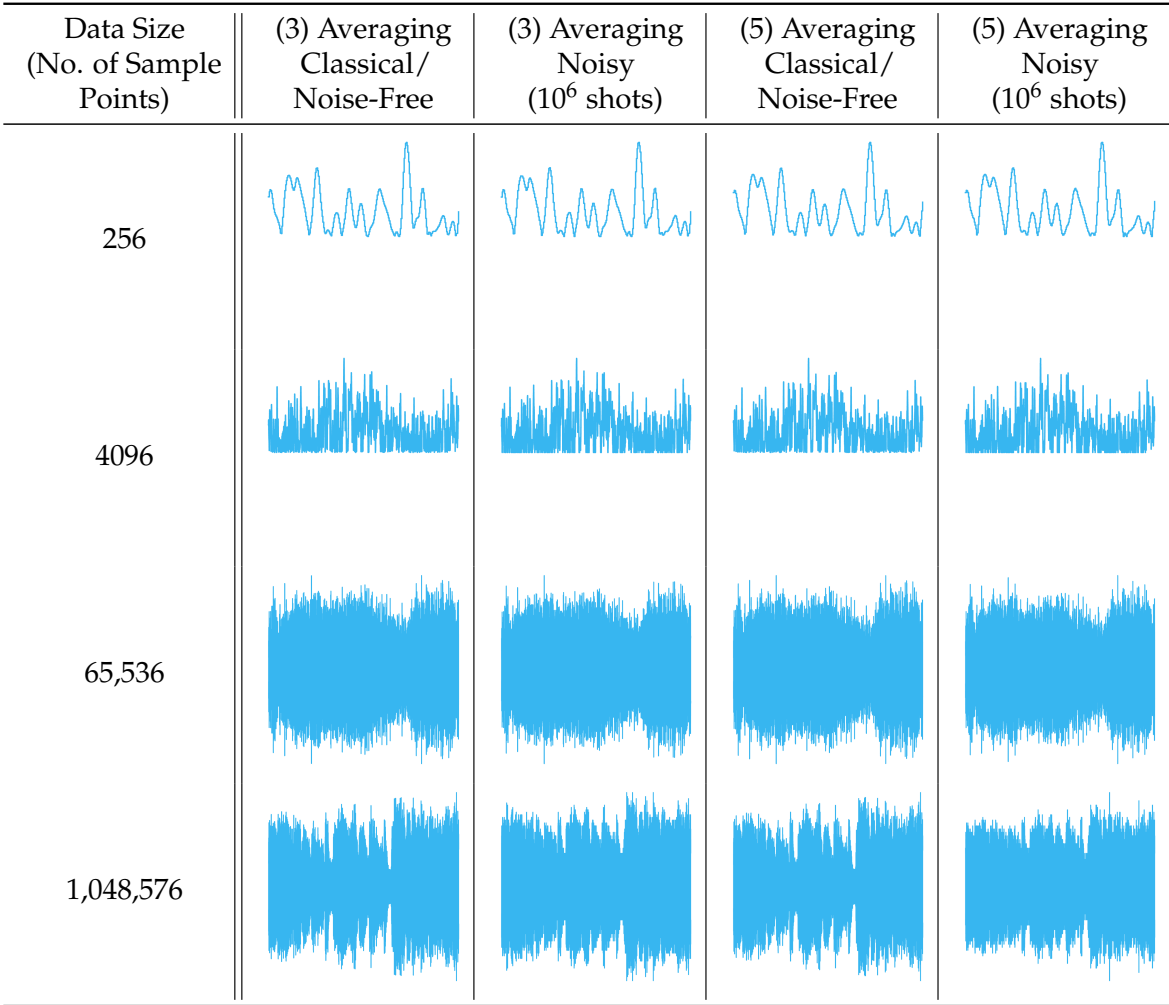 Data Size
(No. of Sample
Points)
(3) Averaging
Classical/
Noise-Free
(3) Averaging
Noisy
(10⁶ shots)
(5) Averaging
Classical/
Noise-Free
(5) Averaging
Noisy
(10⁶ shots)
256
4096
65,536
1,048,576